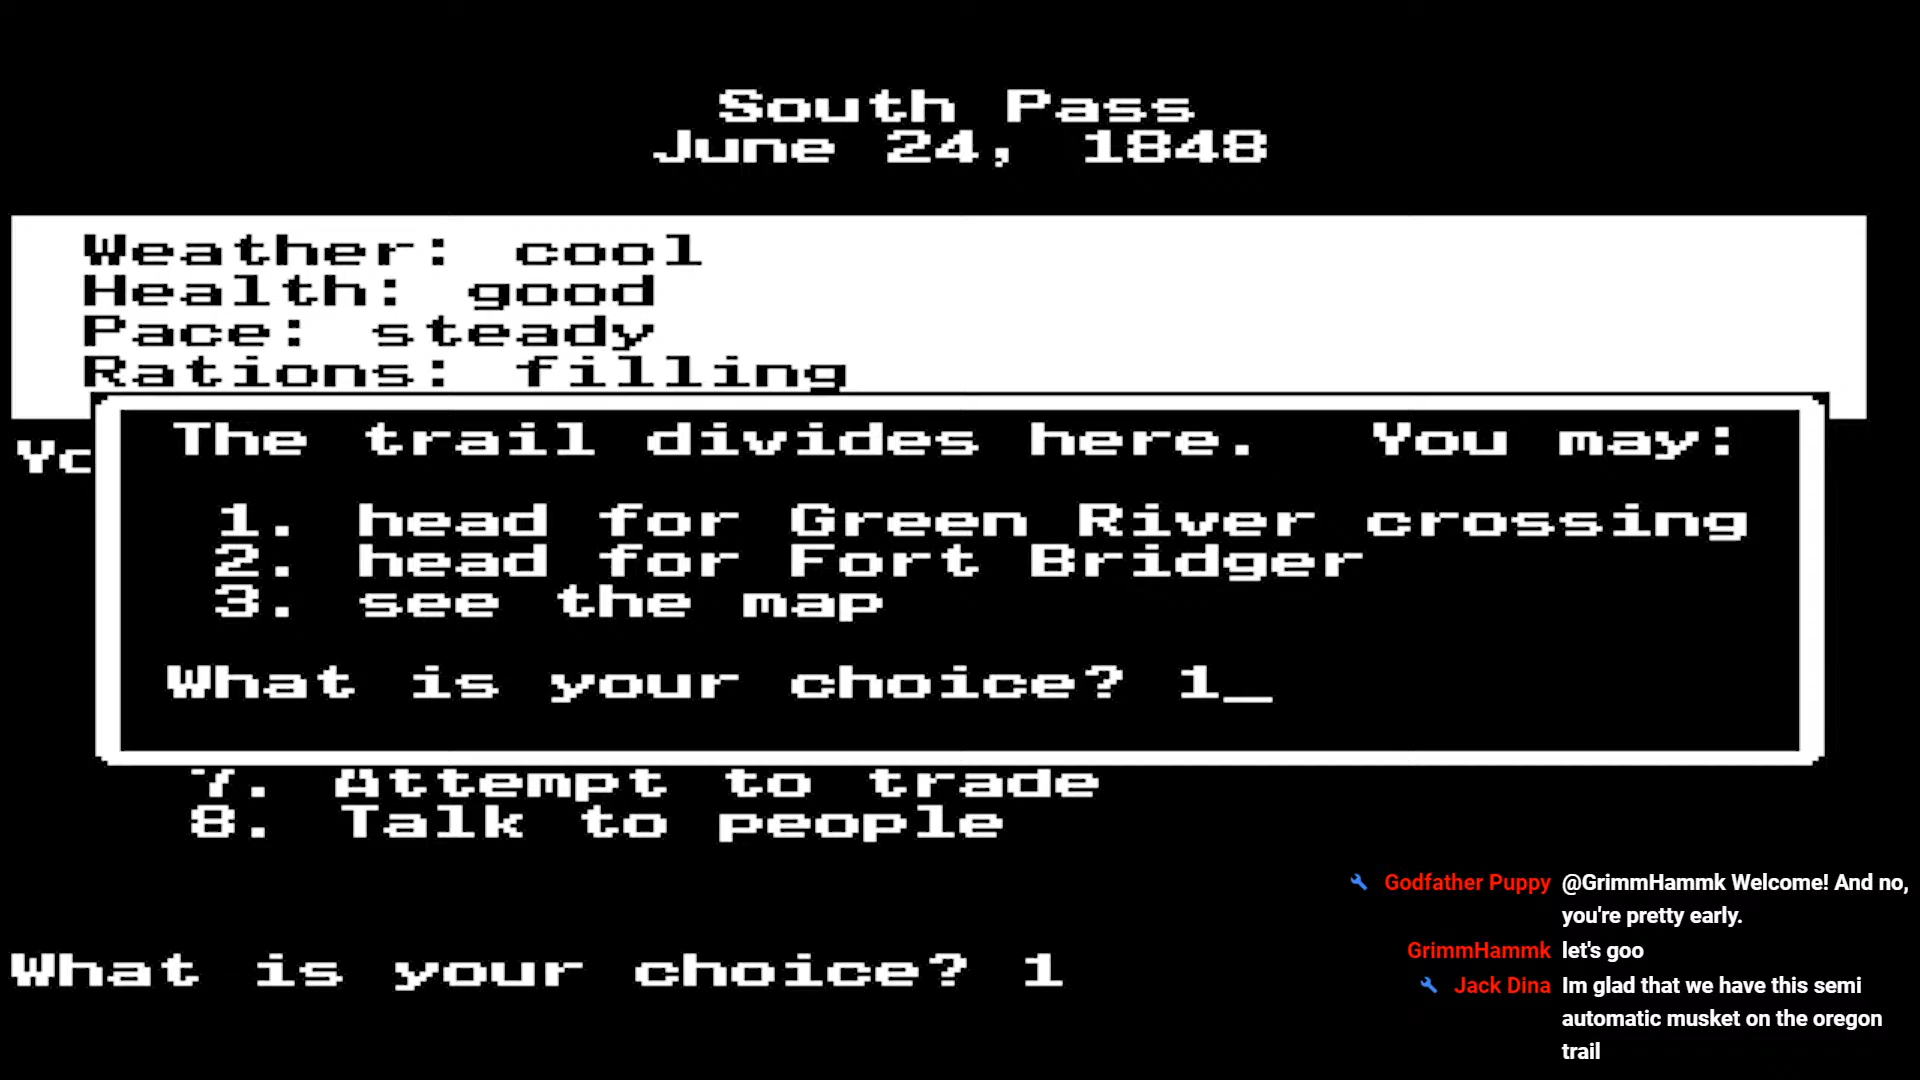 South Pass
June 24, 1848
Weather: cool
Health: good
Pace: steady
Rations: filling
The trail divides here. You may:
1. head for Green River crossing
2. head for Fort Bridger
3. see the map
What is your choice? 1_
7. Attempt to trade
8. Talk to people
What is your choice? 1
Godfather Puppy @GrimmHammk Welcome! And no,
you're pretty early.
GrimmHammk let's goo
Jack Dina Im glad that we have this semi
automatic musket on the oregon
trail